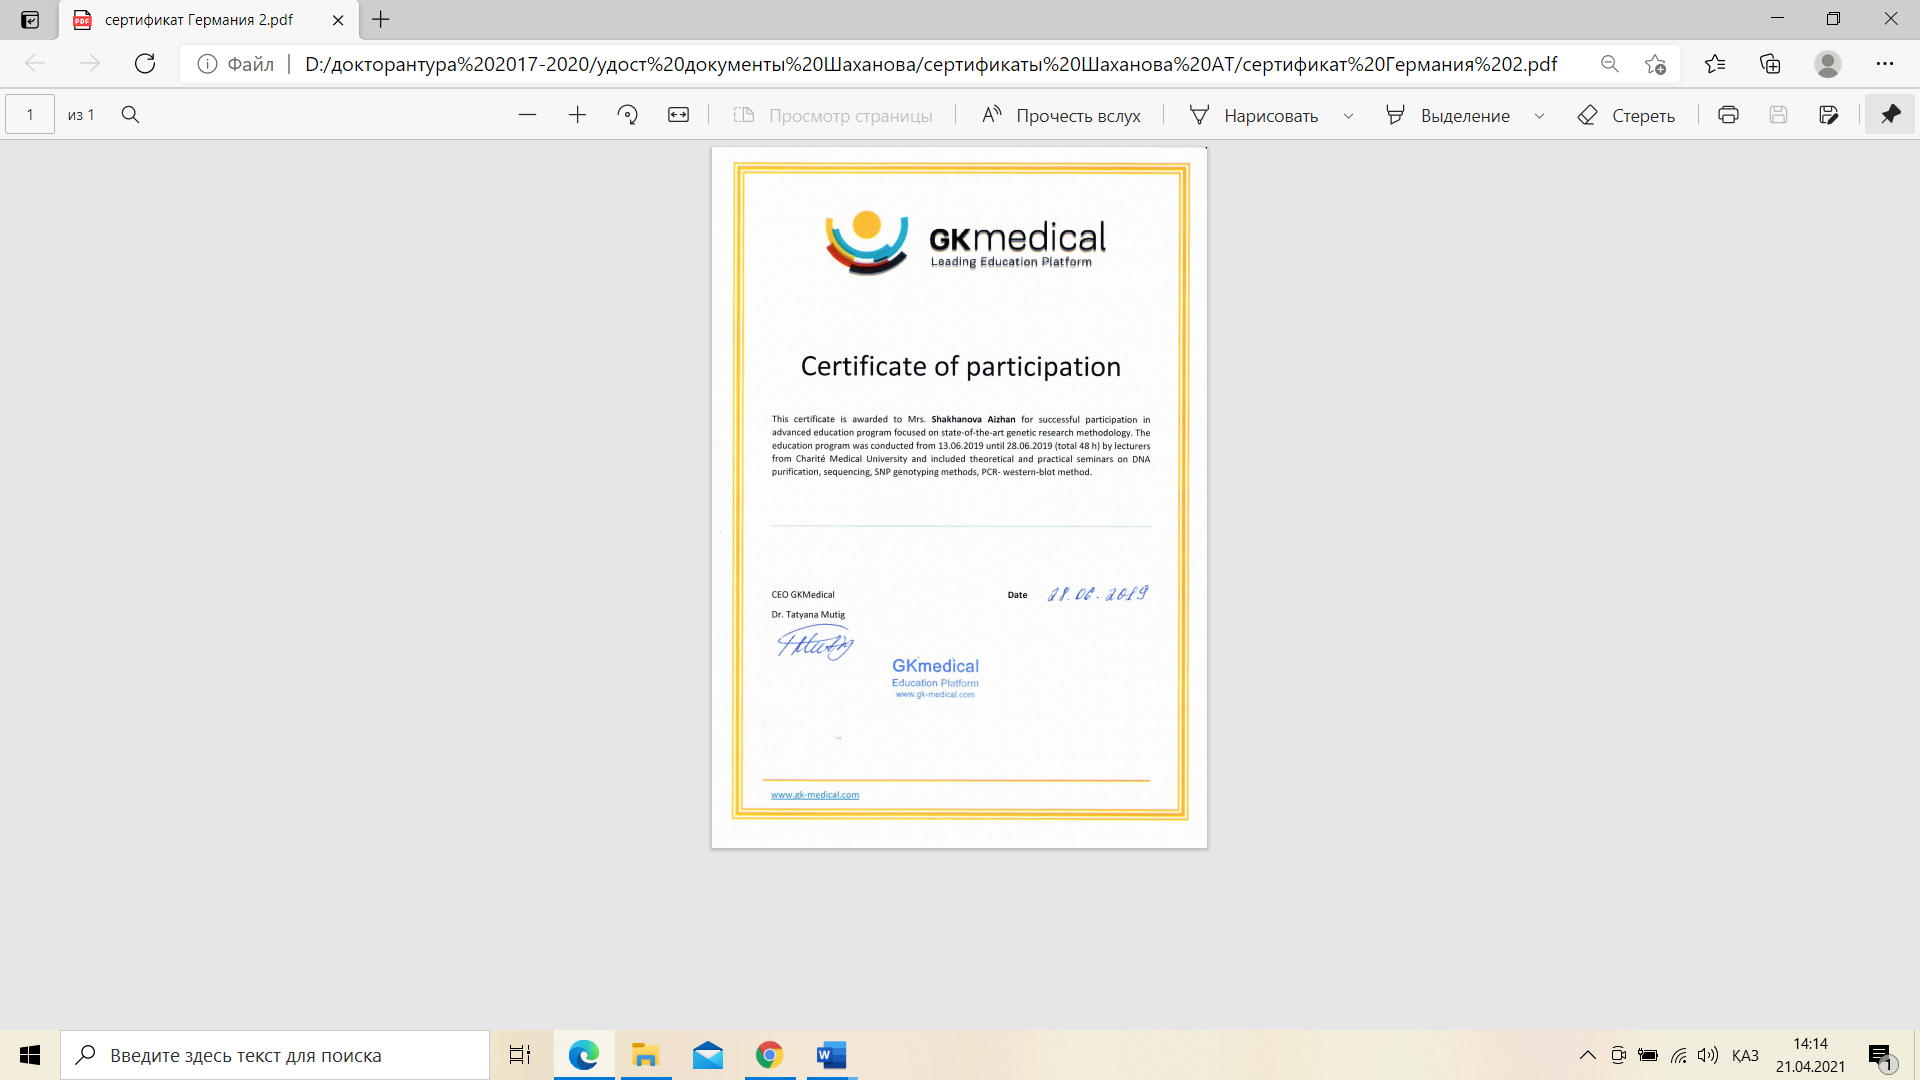 сертификат Германия 2.pdf
Файл
D:/докторантура%202017-2020/удост%20документы%20Шаханова/сертификаты%20Шаханова%20АТ/сертификат%20Германия%202.pdf
1
из 1
Просмотр страницы
Прочесть вслух
Нарисовать
Выделение
Стереть
GKmedical
Leading Education Platform
Certificate of participation
This certificate is awarded to Mrs. Shakhanova Aizhan for successful participation in
advanced education program focused on state-of-the-art genetic research methodology. The
education program was conducted from 13.06.2019 until 28.06.2019 (total 48 h) by lecturers
from Charité Medical University and included theoretical and practical seminars on DNA
purification, sequencing, SNP genotyping methods, PCR- western-blot method.
CEO GKMedical
Date 28.06.2019
Dr. Tatyana Mutig
GKmedical
Education Platform
www.gk-medical.com
www.gk-medical.com
Введите здесь текст для поиска
ҚАЗ
14:14
21.04.2021
1